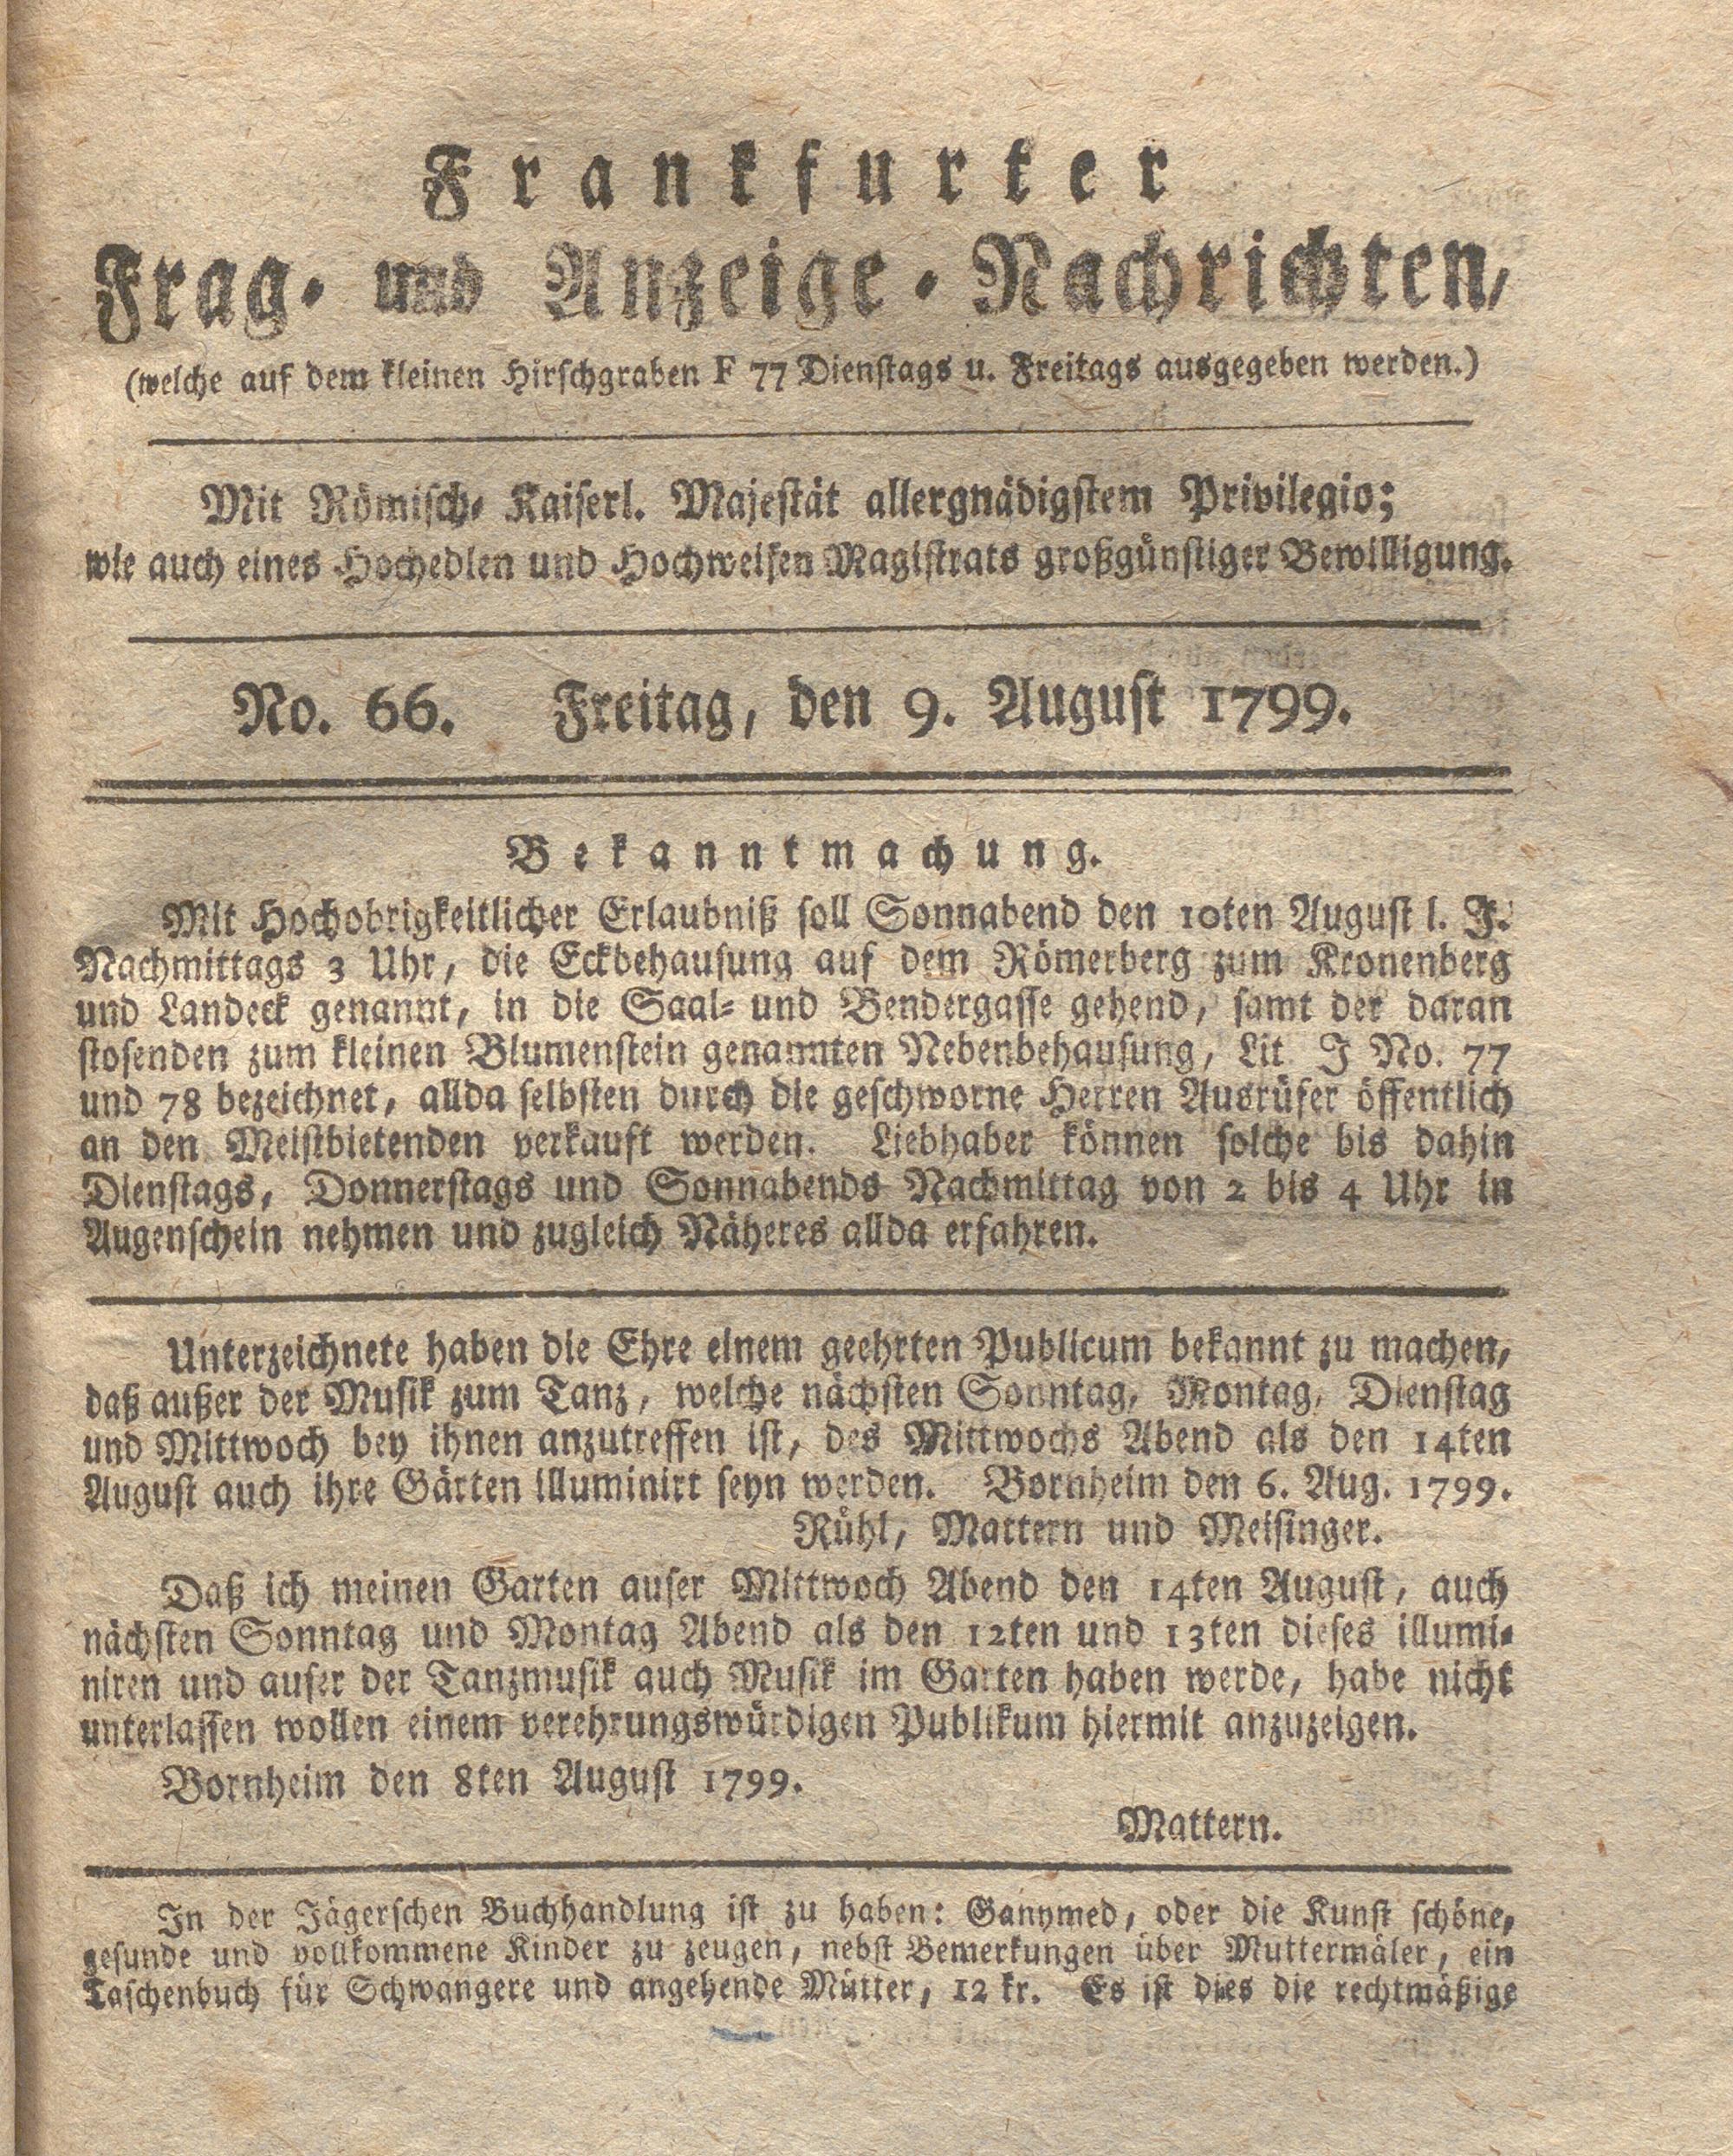 Frankfurter
Frag- und Anzeige-Nachrichten,
(welche auf dem kleinen Hirschgraben F 77 Dienstags u. Freitags ausgegeben werden.)
Mit Römisch- Kaiserl. Majestät allergnädigstem Privilegio;
wie auch eines Hochedlen und Hochweisen Magistrats großgünstiger Bewilligung.
No. 66. Freitag, den 9. August 1799.
Bekanntmachung.
Mit Hochobrigkeitlicher Erlaubniß soll Sonnabend den 10ten August l. J.
Nachmittags 3 Uhr, die Eckbehausung auf dem Römerberg zum Kronenberg
und Landeck genannt, in die Saal- und Bendergasse gehend, samt der daran
stosenden zum kleinen Blumenstein genannten Nebenbehausung, Lit J No. 77
und 78 bezeichnet, allda selbsten durch die geschworne Herren Ausrüfer öffentlich
an den Meistbietenden verkauft werden. Liebhaber können solche bis dahin
Dienstags, Donnerstags und Sonnabends Nachmittag von 2 bis 4 Uhr in
Augenschein nehmen und zugleich Näheres allda erfahren.
Unterzeichnete haben die Ehre einem geehrten Publicum bekannt zu machen,
daß außer der Musik zum Tanz, welche nächsten Sonntag, Montag, Dienstag
und Mittwoch bey ihnen anzutreffen ist, des Mittwochs Abend als den 14ten
August auch ihre Gärten illuminirt seyn werden. Bornheim den 6. Aug. 1799.
Rühl, Mattern und Meisinger.
Daß ich meinen Garten auser Mittwoch Abend den 14ten August, auch
nächsten Sonntag und Montag Abend als den 12ten und 13ten dieses illumi-
niren und auser der Tanzmusik auch Musik im Garten haben werde, habe nicht
unterlassen wollen einem verehrungswürdigen Publikum hiermit anzuzeigen.
Bornheim den 8ten August 1799.
Mattern.
In der Jägerschen Buchhandlung ist zu haben: Ganymed, oder die Kunst schöne,
gesunde und vollkommene Kinder zu zeugen, nebst Bemerkungen über Muttermäler, ein
Taschenbuch für Schwangere und angehende Mütter, 12 kr. Es ist dies die rechtmäßige